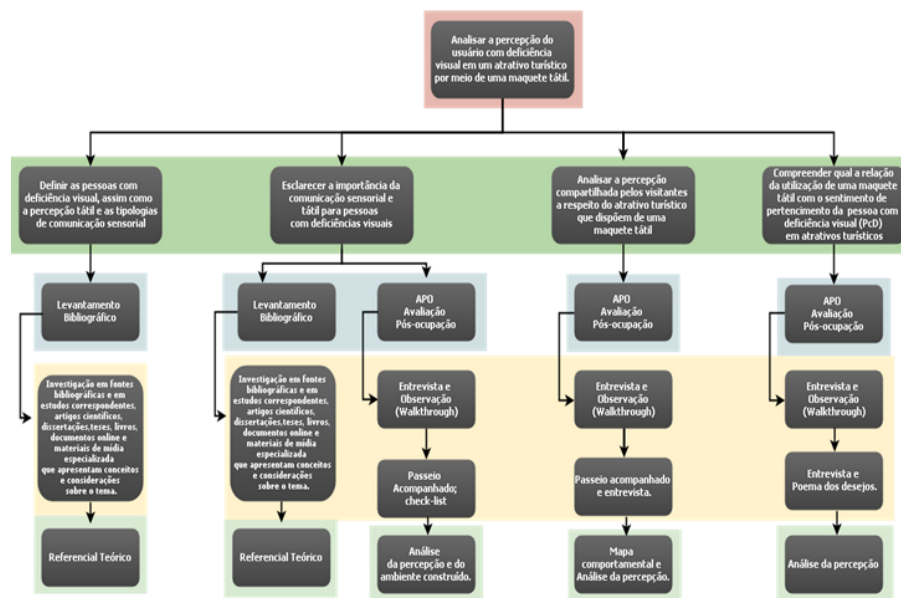 Analisar a percepção do
usuário com deficiência
visual em um atrativo turístico
por meio de uma maquete tátil.
Definir as pessoas com
deficiência visual, assim como
a percepção tátil e as tipologias
de comunicação sensorial
Esclarecer a importância da
comunicação sensorial e
tátil para pessoas
com deficiências visuais
Analisar a percepção
compartilhada pelos visitantes
a respeito do atrativo turístico
que dispõem de uma
maquete tátil
Compreender qual a relação
da utilização de uma maquete
tátil com o sentimento de
pertencimento da pessoa com
deficiência visual (PcD)
em atrativos turísticos
Levantamento
Bibliográfico
Levantamento
Bibliográfico
APO
Avaliação
Pós-ocupação
APO
Avaliação
Pós-ocupação
APO
Avaliação
Pós-ocupação
Investigação em fontes
bibliográficas e em
estudos correspondentes,
artigos científicos,
dissertações,teses, livros,
documentos online e
materiais de mídia
especializada
que apresentam conceitos
e considerações
sobre o tema.
Investigação em fontes
bibliográficas e em
estudos correspondentes,
artigos científicos,
dissertações,teses, livros,
documentos online e
materiais de mídia
especializada
que apresentam conceitos
e considerações
sobre o tema.
Entrevista e
Observação
(Walkthrough)
Entrevista e
Observação
(Walkthrough)
Entrevista e
Observação
(Walkthrough)
Passeio
Acompanhado;
check-list
Passeio acompanhado
e entrevista.
Entrevista e
Poema dos desejos.
Referencial Teórico
Referencial Teórico
Análise
da percepção e do
ambiente construído.
Mapa
comportamental e
Análise da percepção.
Análise da percepção